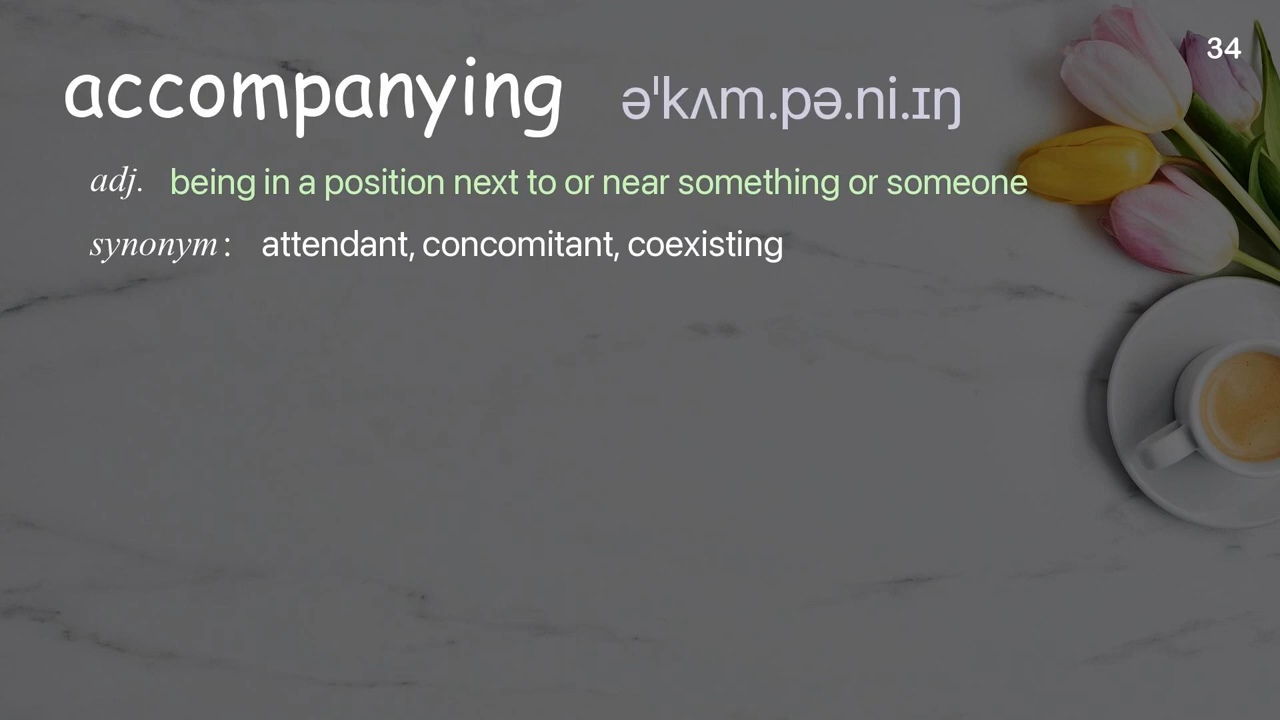 34
accompanying əˈkʌm.pə.ni.ɪŋ
adj. being in a position next to or near something or someone
synonym : attendant, concomitant, coexisting